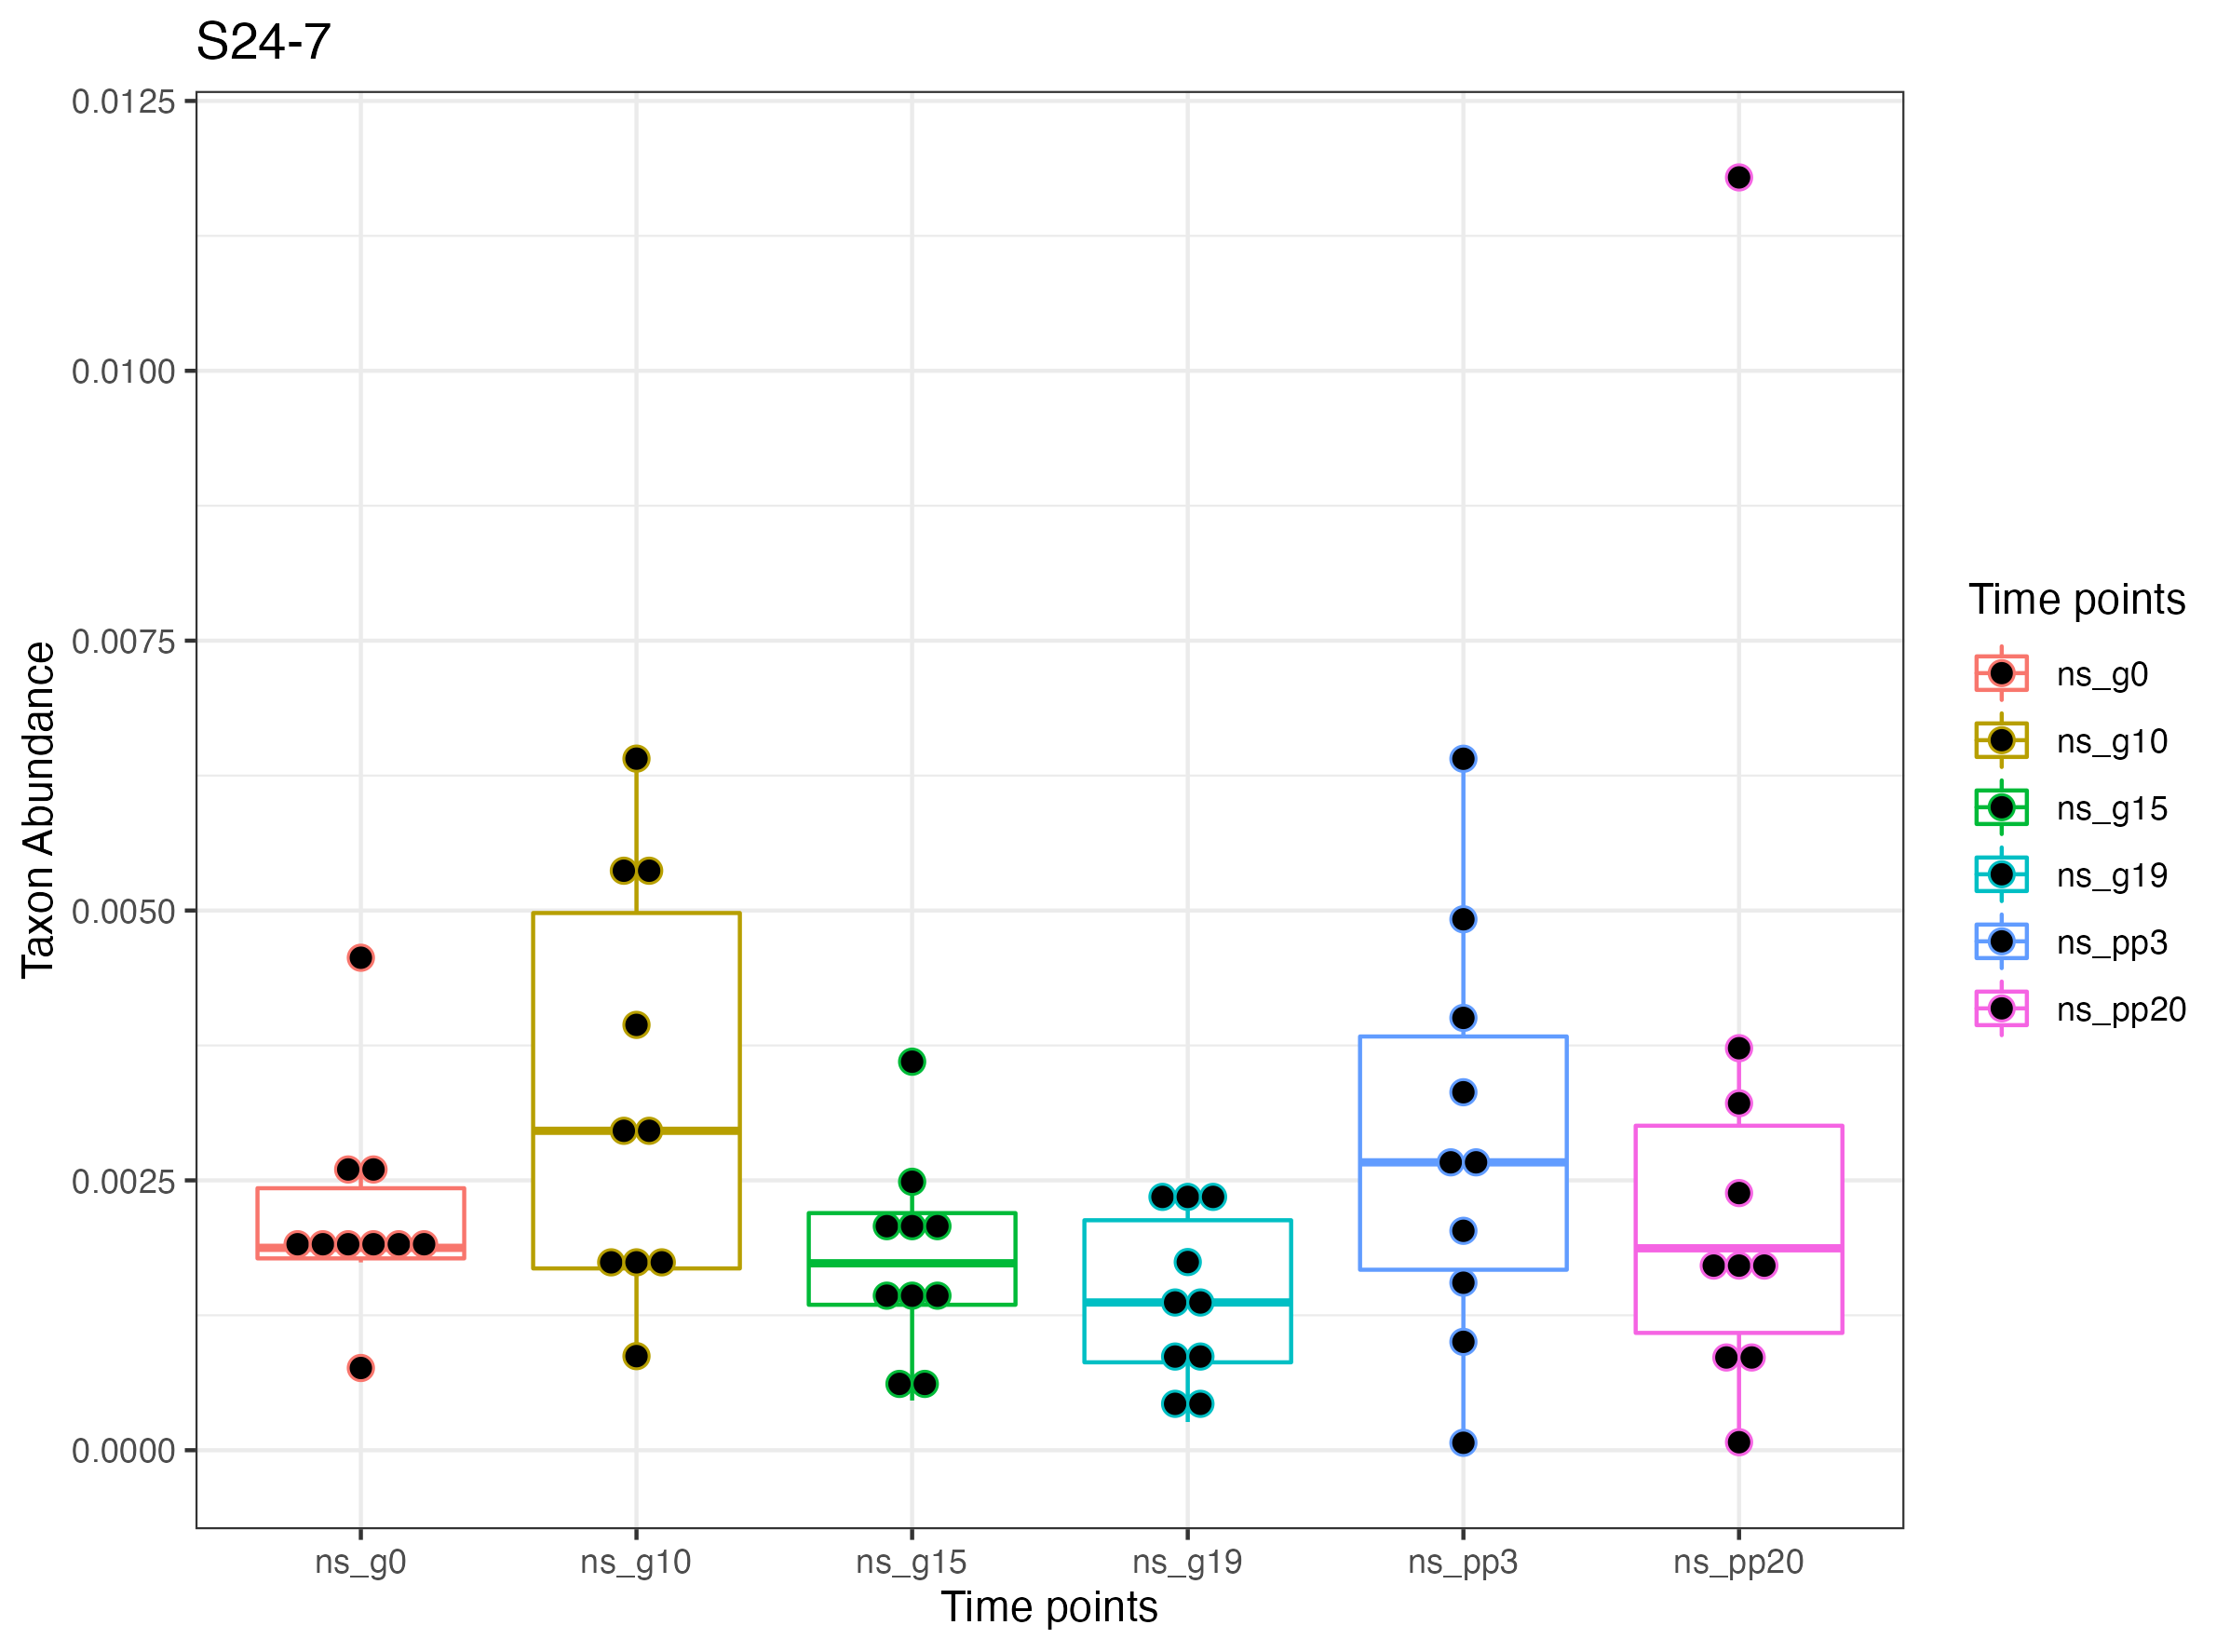 S24-7
0.0125
0.0100
0.0075
0.0050
0.0025
0.0000
Taxon Abundance
ns_g0 ns_g10 ns_g15 ns_g19 ns_pp3 ns_pp20
Time points
Time points
ns_g0
ns_g10
ns_g15
ns_g19
ns_pp3
ns_pp20